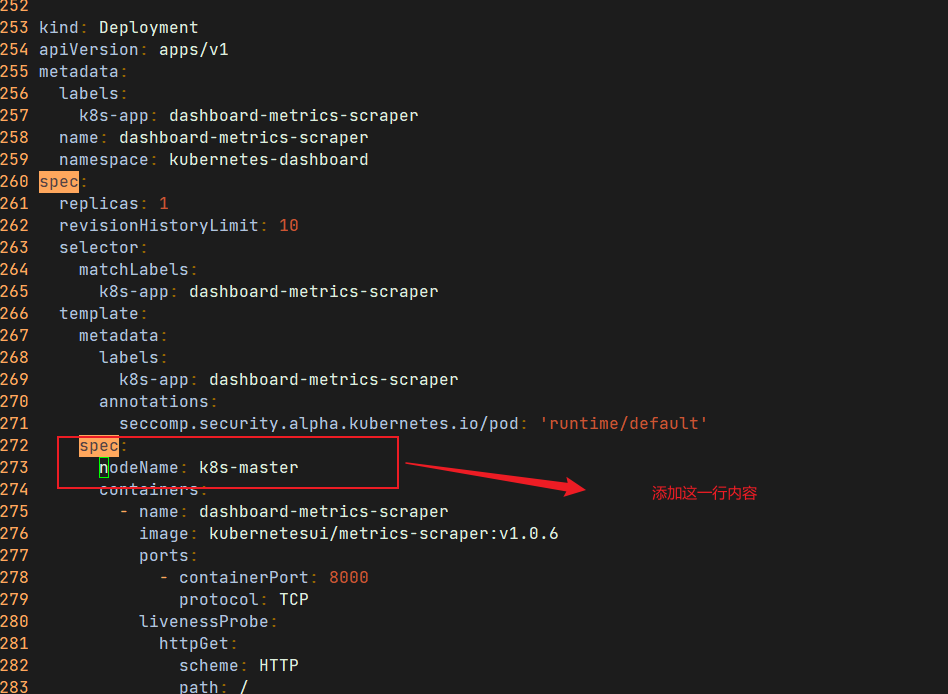 252
253 kind: Deployment
254 apiVersion: apps/v1
255 metadata:
256   labels:
257     k8s-app: dashboard-metrics-scraper
258   name: dashboard-metrics-scraper
259   namespace: kubernetes-dashboard
260 spec:
261   replicas: 1
262   revisionHistoryLimit: 10
263   selector:
264     matchLabels:
265       k8s-app: dashboard-metrics-scraper
266   template:
267     metadata:
268       labels:
269         k8s-app: dashboard-metrics-scraper
270       annotations:
271         seccomp.security.alpha.kubernetes.io/pod: 'runtime/default'
272     spec:
273       nodeName: k8s-master
添加这一行内容
274       containers:
275         - name: dashboard-metrics-scraper
276           image: kubernetesui/metrics-scraper:v1.0.6
277           ports:
278             - containerPort: 8000
279               protocol: TCP
280           livenessProbe:
281             httpGet:
282               scheme: HTTP
283               path: /